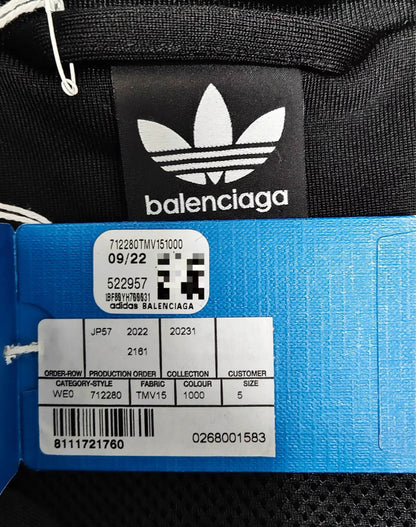 balenciaga
712280TMV151000
09/22
522957
adidas BALENCIAGA
JP57 2022 20231
2161
ORDER-ROW PRODUCTION ORDER COLLECTION CUSTOMER
CATEGORY-STYLE FABRIC COLOUR SIZE
WE0 712280 TMV15 1000 5
8111721760 0268001583